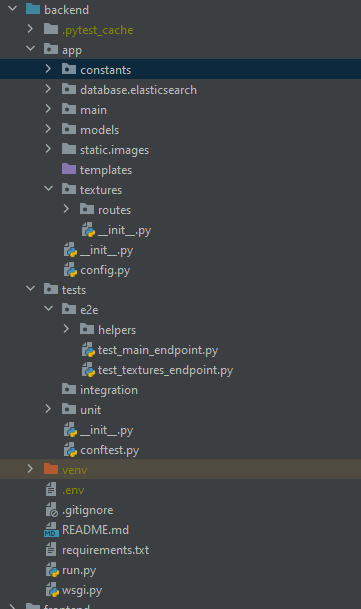 backend
.pytest_cache
app
constants
database.elasticsearch
main
models
static.images
templates
textures
routes
__init__.py
__init__.py
config.py
tests
e2e
helpers
test_main_endpoint.py
test_textures_endpoint.py
integration
unit
__init__.py
conftest.py
venv
.env
.gitignore
README.md
requirements.txt
run.py
wsgi.py